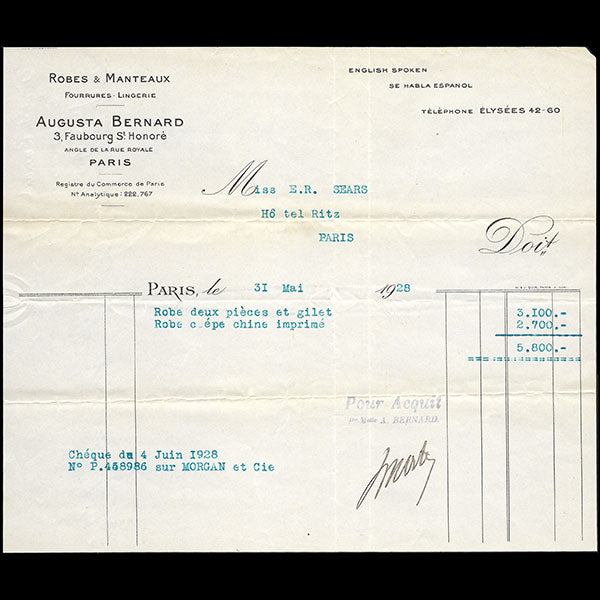 ROBES & MANTEAUX
FOURRURES - LINGERIE
AUGUSTA BERNARD
3, Faubourg St Honoré
ANGLE DE LA RUE ROYALE
PARIS
Registre du Commerce de Paris
No Analytique : 222.767
ENGLISH SPOKEN
SE HABLA ESPANOL
TÉLÉPHONE ÉLYSÉES 42-60
Miss E.R. SEARS
Hô tel Ritz
PARIS
Doit
PARIS, le 31 Mai 1928
Robe deux pièces et gilet 3.100.-
Robe crêpe chine imprimé 2.700.-
5.800.-
Pour Acquit
A. BERNARD.
Chéque du 4 Juin 1928
No P.458986 sur MORGAN et Cie